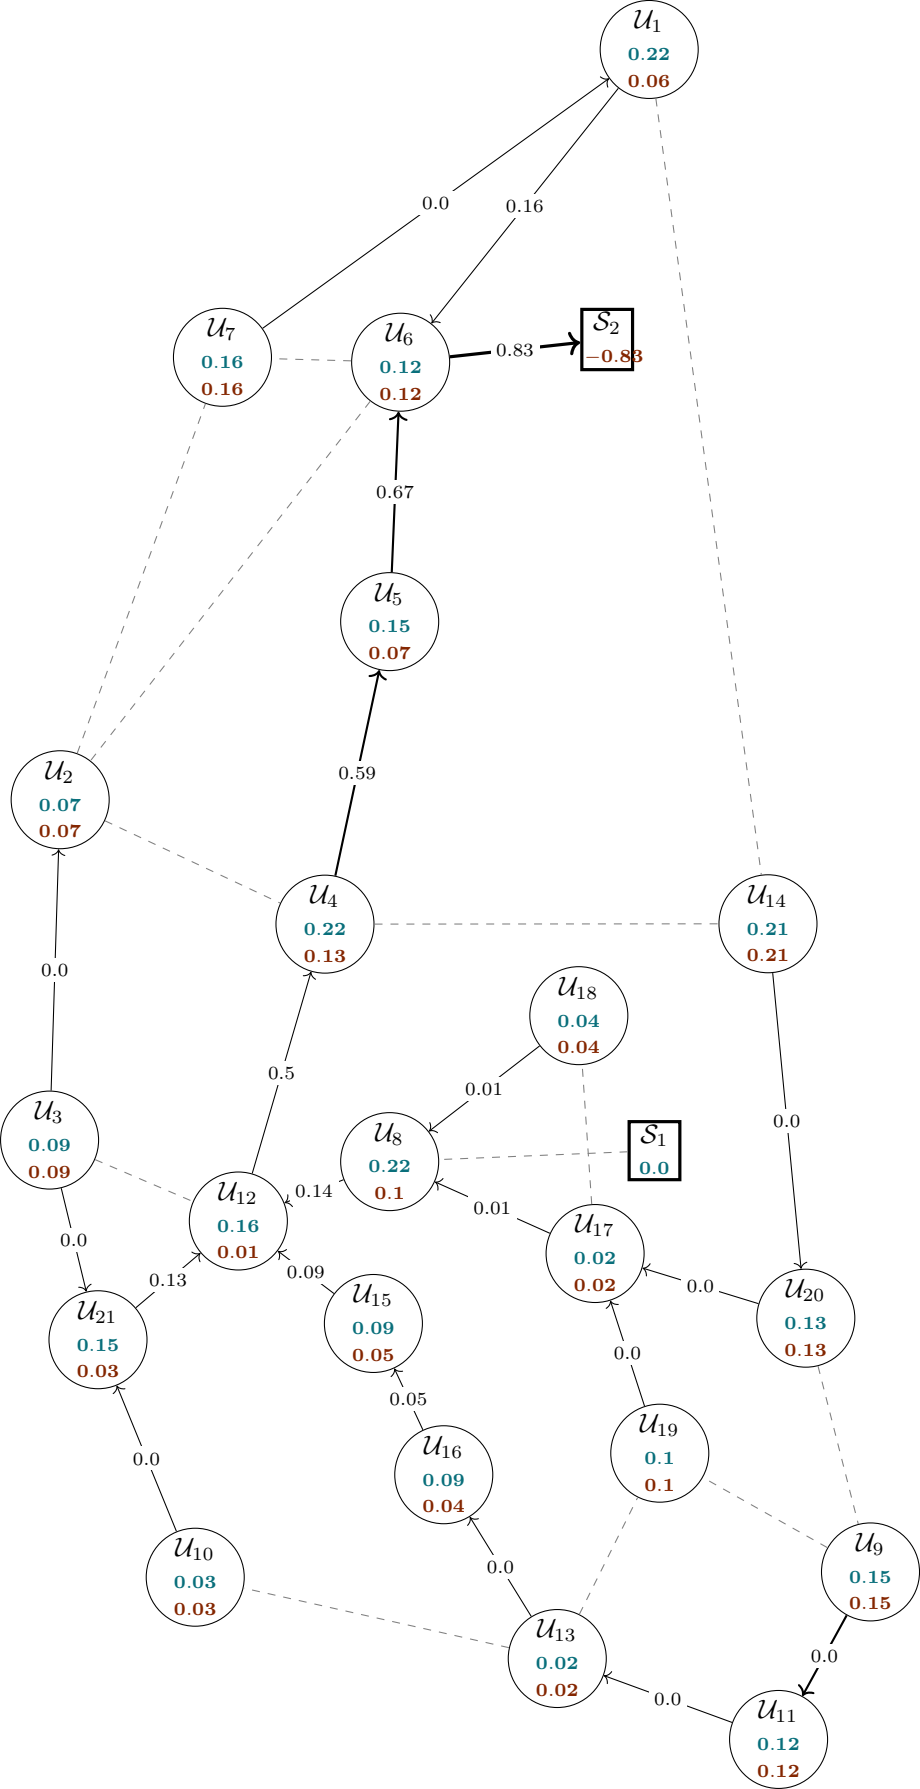 𝒰₁
0.22
0.06
0.0
0.16
𝒰₇
0.16
0.16
𝒰₆
0.12
0.12
0.83
𝒮₂
−0.83
0.67
𝒰₅
0.15
0.07
0.59
𝒰₂
0.07
0.07
𝒰₄
0.22
0.13
𝒰₁₄
0.21
0.21
0.0
𝒰₁₈
0.04
0.04
0.5
0.01
0.0
𝒰₃
0.09
0.09
𝒰₈
0.22
0.1
𝒮₁
0.0
𝒰₁₂
0.16
0.01
0.14
0.01
𝒰₁₇
0.02
0.02
0.0
0.13
0.09
0.0
𝒰₂₀
0.13
0.13
𝒰₂₁
0.15
0.03
𝒰₁₅
0.09
0.05
0.0
0.05
𝒰₁₉
0.1
0.1
0.0
𝒰₁₆
0.09
0.04
𝒰₁₀
0.03
0.03
0.0
𝒰₉
0.15
0.15
𝒰₁₃
0.02
0.02
0.0
0.0
𝒰₁₁
0.12
0.12